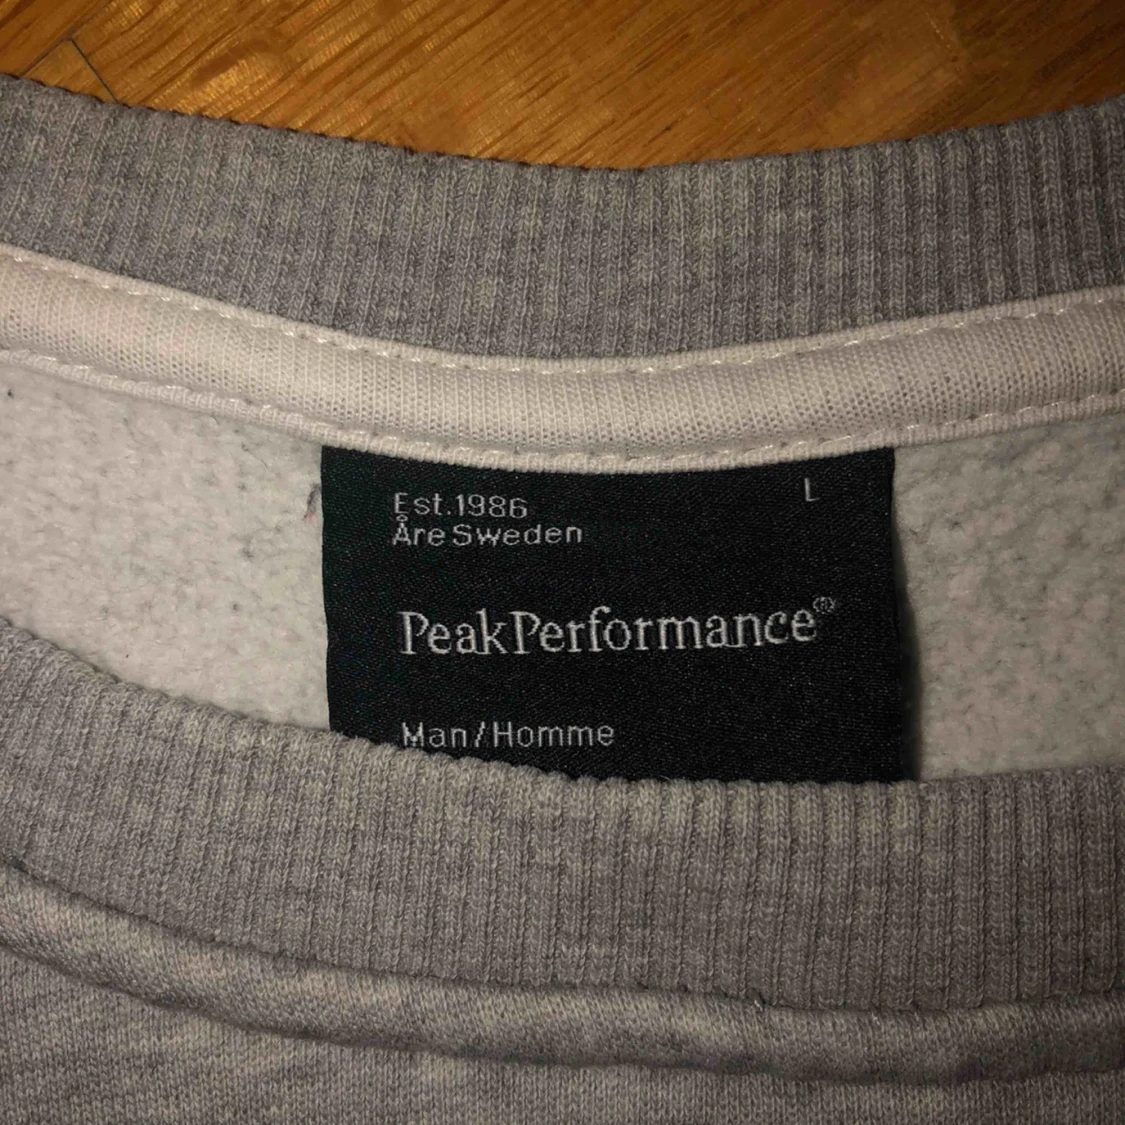 Est.1986
L
Åre Sweden
PeakPerformance®
Man/Homme